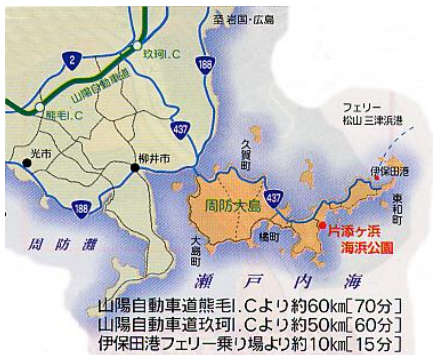 至 岩国・広島
玖珂I.C
2
188
山陽自動車道
熊毛I.C
437
フェリー
松山 三津浜港
光市
柳井市
久賀町
伊保田港
周防大島
437
東和町
188
片添ヶ浜
海浜公園
周防灘
大島町
橘町
瀬戸内海
山陽自動車道熊毛I.Cより約60km[70分]
山陽自動車道玖珂I.Cより約50km[60分]
伊保田港フェリー乗り場より約10km[15分]